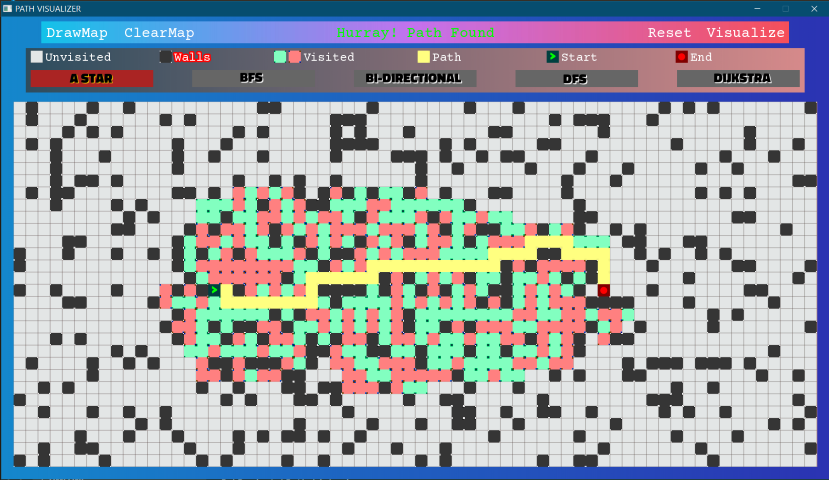 PATH VISUALIZER
DrawMap ClearMap Hurray! Path Found Reset Visualize
Unvisited Walls Visited Path Start End
A STAR BFS BI-DIRECTIONAL DFS DIJKSTRA